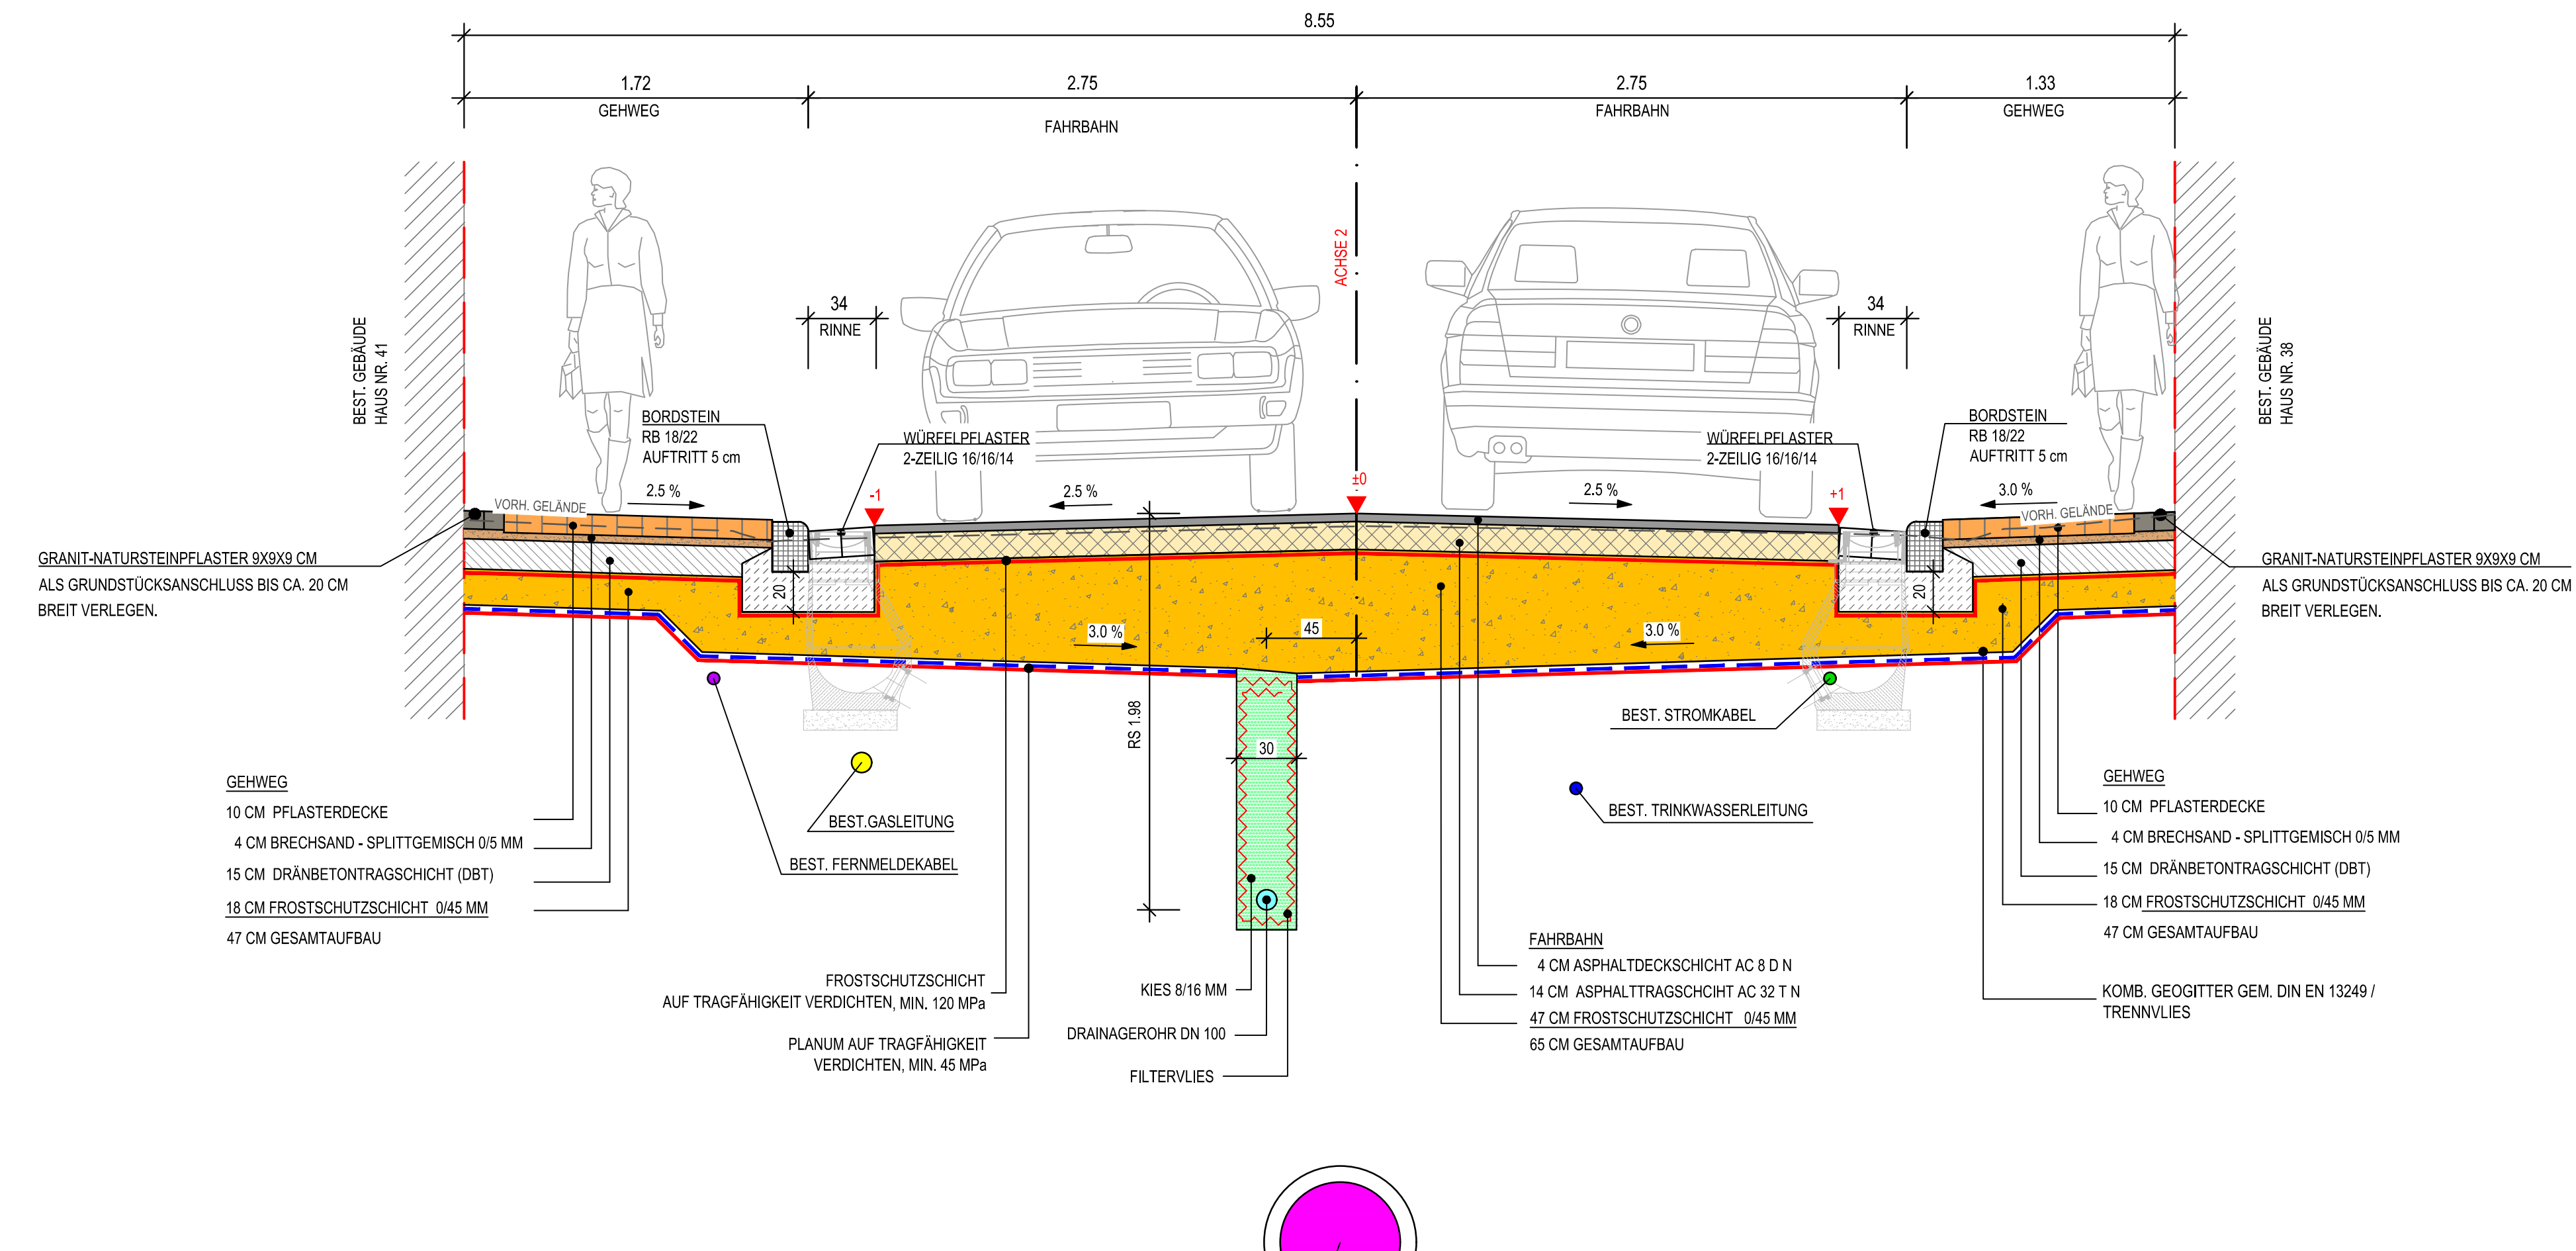 8.55
1.72
2.75
2.75
1.33
GEHWEG
FAHRBAHN
FAHRBAHN
GEHWEG
ACHSE 2
34
RINNE
34
RINNE
BEST. GEBÄUDE
HAUS NR. 41
BEST. GEBÄUDE
HAUS NR. 38
BORDSTEIN
RB 18/22
AUFTRITT 5 cm
WÜRFELPFLASTER
2-ZEILIG 16/16/14
WÜRFELPFLASTER
2-ZEILIG 16/16/14
BORDSTEIN
RB 18/22
AUFTRITT 5 cm
VORH. GELÄNDE
2.5 %
-1
2.5 %
±0
2.5 %
+1
3.0 %
VORH. GELÄNDE
GRANIT-NATURSTEINPFLASTER 9X9X9 CM
ALS GRUNDSTÜCKSANSCHLUSS BIS CA. 20 CM
BREIT VERLEGEN.
GRANIT-NATURSTEINPFLASTER 9X9X9 CM
ALS GRUNDSTÜCKSANSCHLUSS BIS CA. 20 CM
BREIT VERLEGEN.
20
3.0 %
45
3.0 %
20
RS 1.98
30
BEST. STROMKABEL
BEST.GASLEITUNG
BEST. TRINKWASSERLEITUNG
BEST. FERNMELDEKABEL
GEHWEG
10 CM PFLASTERDECKE
4 CM BRECHSAND - SPLITTGEMISCH 0/5 MM
15 CM DRÄNBETONTRAGSCHICHT (DBT)
18 CM FROSTSCHUTZSCHICHT 0/45 MM
47 CM GESAMTAUFBAU
GEHWEG
10 CM PFLASTERDECKE
4 CM BRECHSAND - SPLITTGEMISCH 0/5 MM
15 CM DRÄNBETONTRAGSCHICHT (DBT)
18 CM FROSTSCHUTZSCHICHT 0/45 MM
47 CM GESAMTAUFBAU
FROSTSCHUTZSCHICHT
AUF TRAGFÄHIGKEIT VERDICHTEN, MIN. 120 MPa
PLANUM AUF TRAGFÄHIGKEIT
VERDICHTEN, MIN. 45 MPa
KIES 8/16 MM
DRAINAGEROHR DN 100
FILTERVLIES
FAHRBAHN
4 CM ASPHALTDECKSCHICHT AC 8 D N
14 CM ASPHALTTRAGSCHCIHT AC 32 T N
47 CM FROSTSCHUTZSCHICHT 0/45 MM
65 CM GESAMTAUFBAU
KOMB. GEOGITTER GEM. DIN EN 13249 /
TRENNVLIES